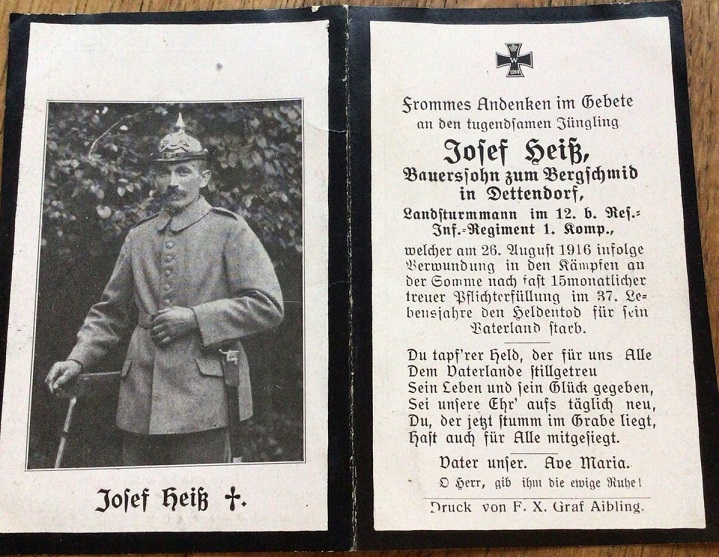 Josef Heiß ✝.
W
1914
Frommes Andenken im Gebete
an den tugendsamen Jüngling
Josef Heiß,
Bauerssohn zum Bergschmid
in Dettendorf,
Landsturmmann im 12. b. Res.-
Inf.-Regiment 1. Komp.,
welcher am 26. August 1916 infolge
Verwundung in den Kämpfen an
der Somme nach fast 15monatlicher
treuer Pflichterfüllung im 37. Le-
bensjahre den Heldentod für sein
Vaterland starb.
Du tapf'rer Held, der für uns Alle
Dem Vaterlande stillgetreu
Sein Leben und sein Glück gegeben,
Sei unsere Ehr' aufs täglich neu,
Du, der jetzt stumm im Grabe liegt,
Hast auch für Alle mitgesiegt.
Vater unser. Ave Maria.
O Herr, gib ihm die ewige Ruhe!
Druck von F. X. Graf Aibling.